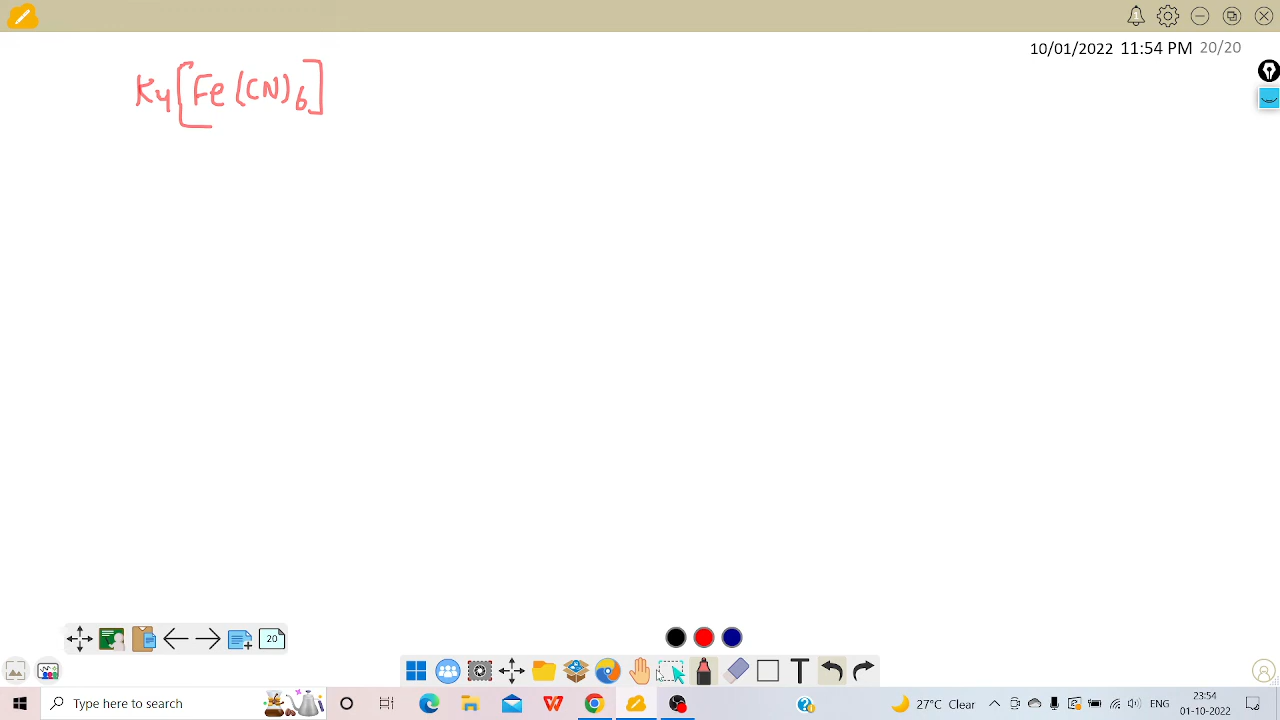 10/01/2022 11:54 PM 20/20
K4[Fe(CN)6]
20
T
Type here to search
27°C Clear
ENG
23:54
01-10-2022